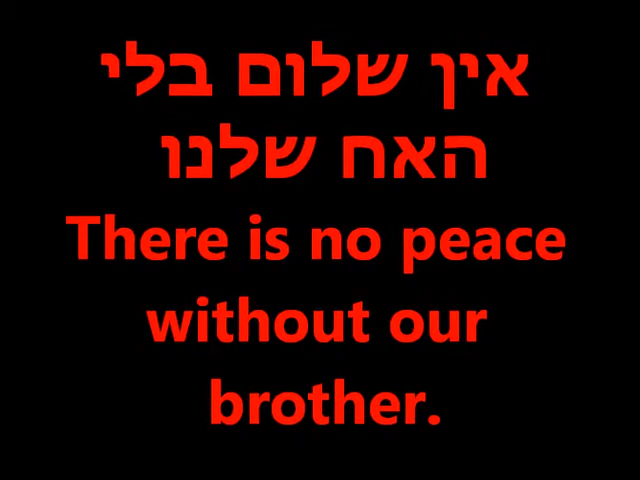 אין שלום בלי
האח שלנו
There is no peace
without our
brother.